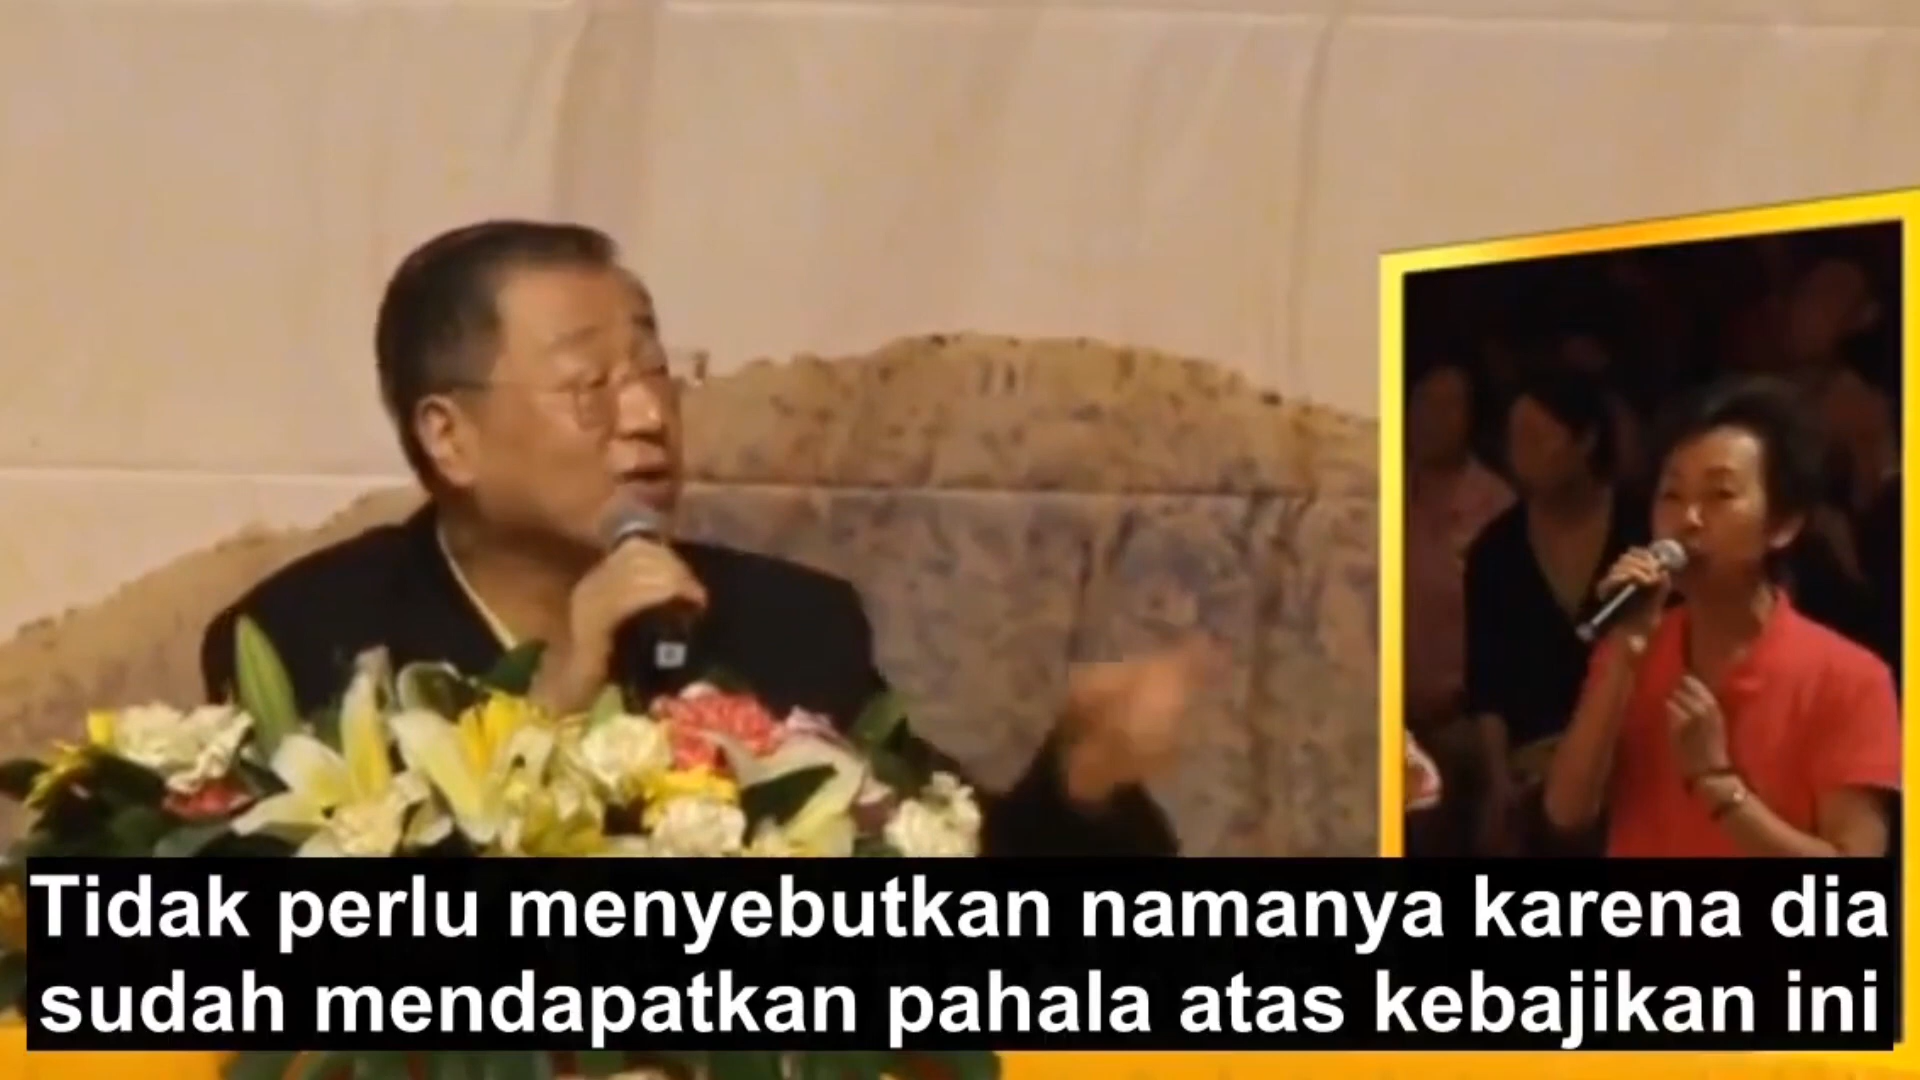 Tidak perlu menyebutkan namanya karena dia
sudah mendapatkan pahala atas kebajikan ini